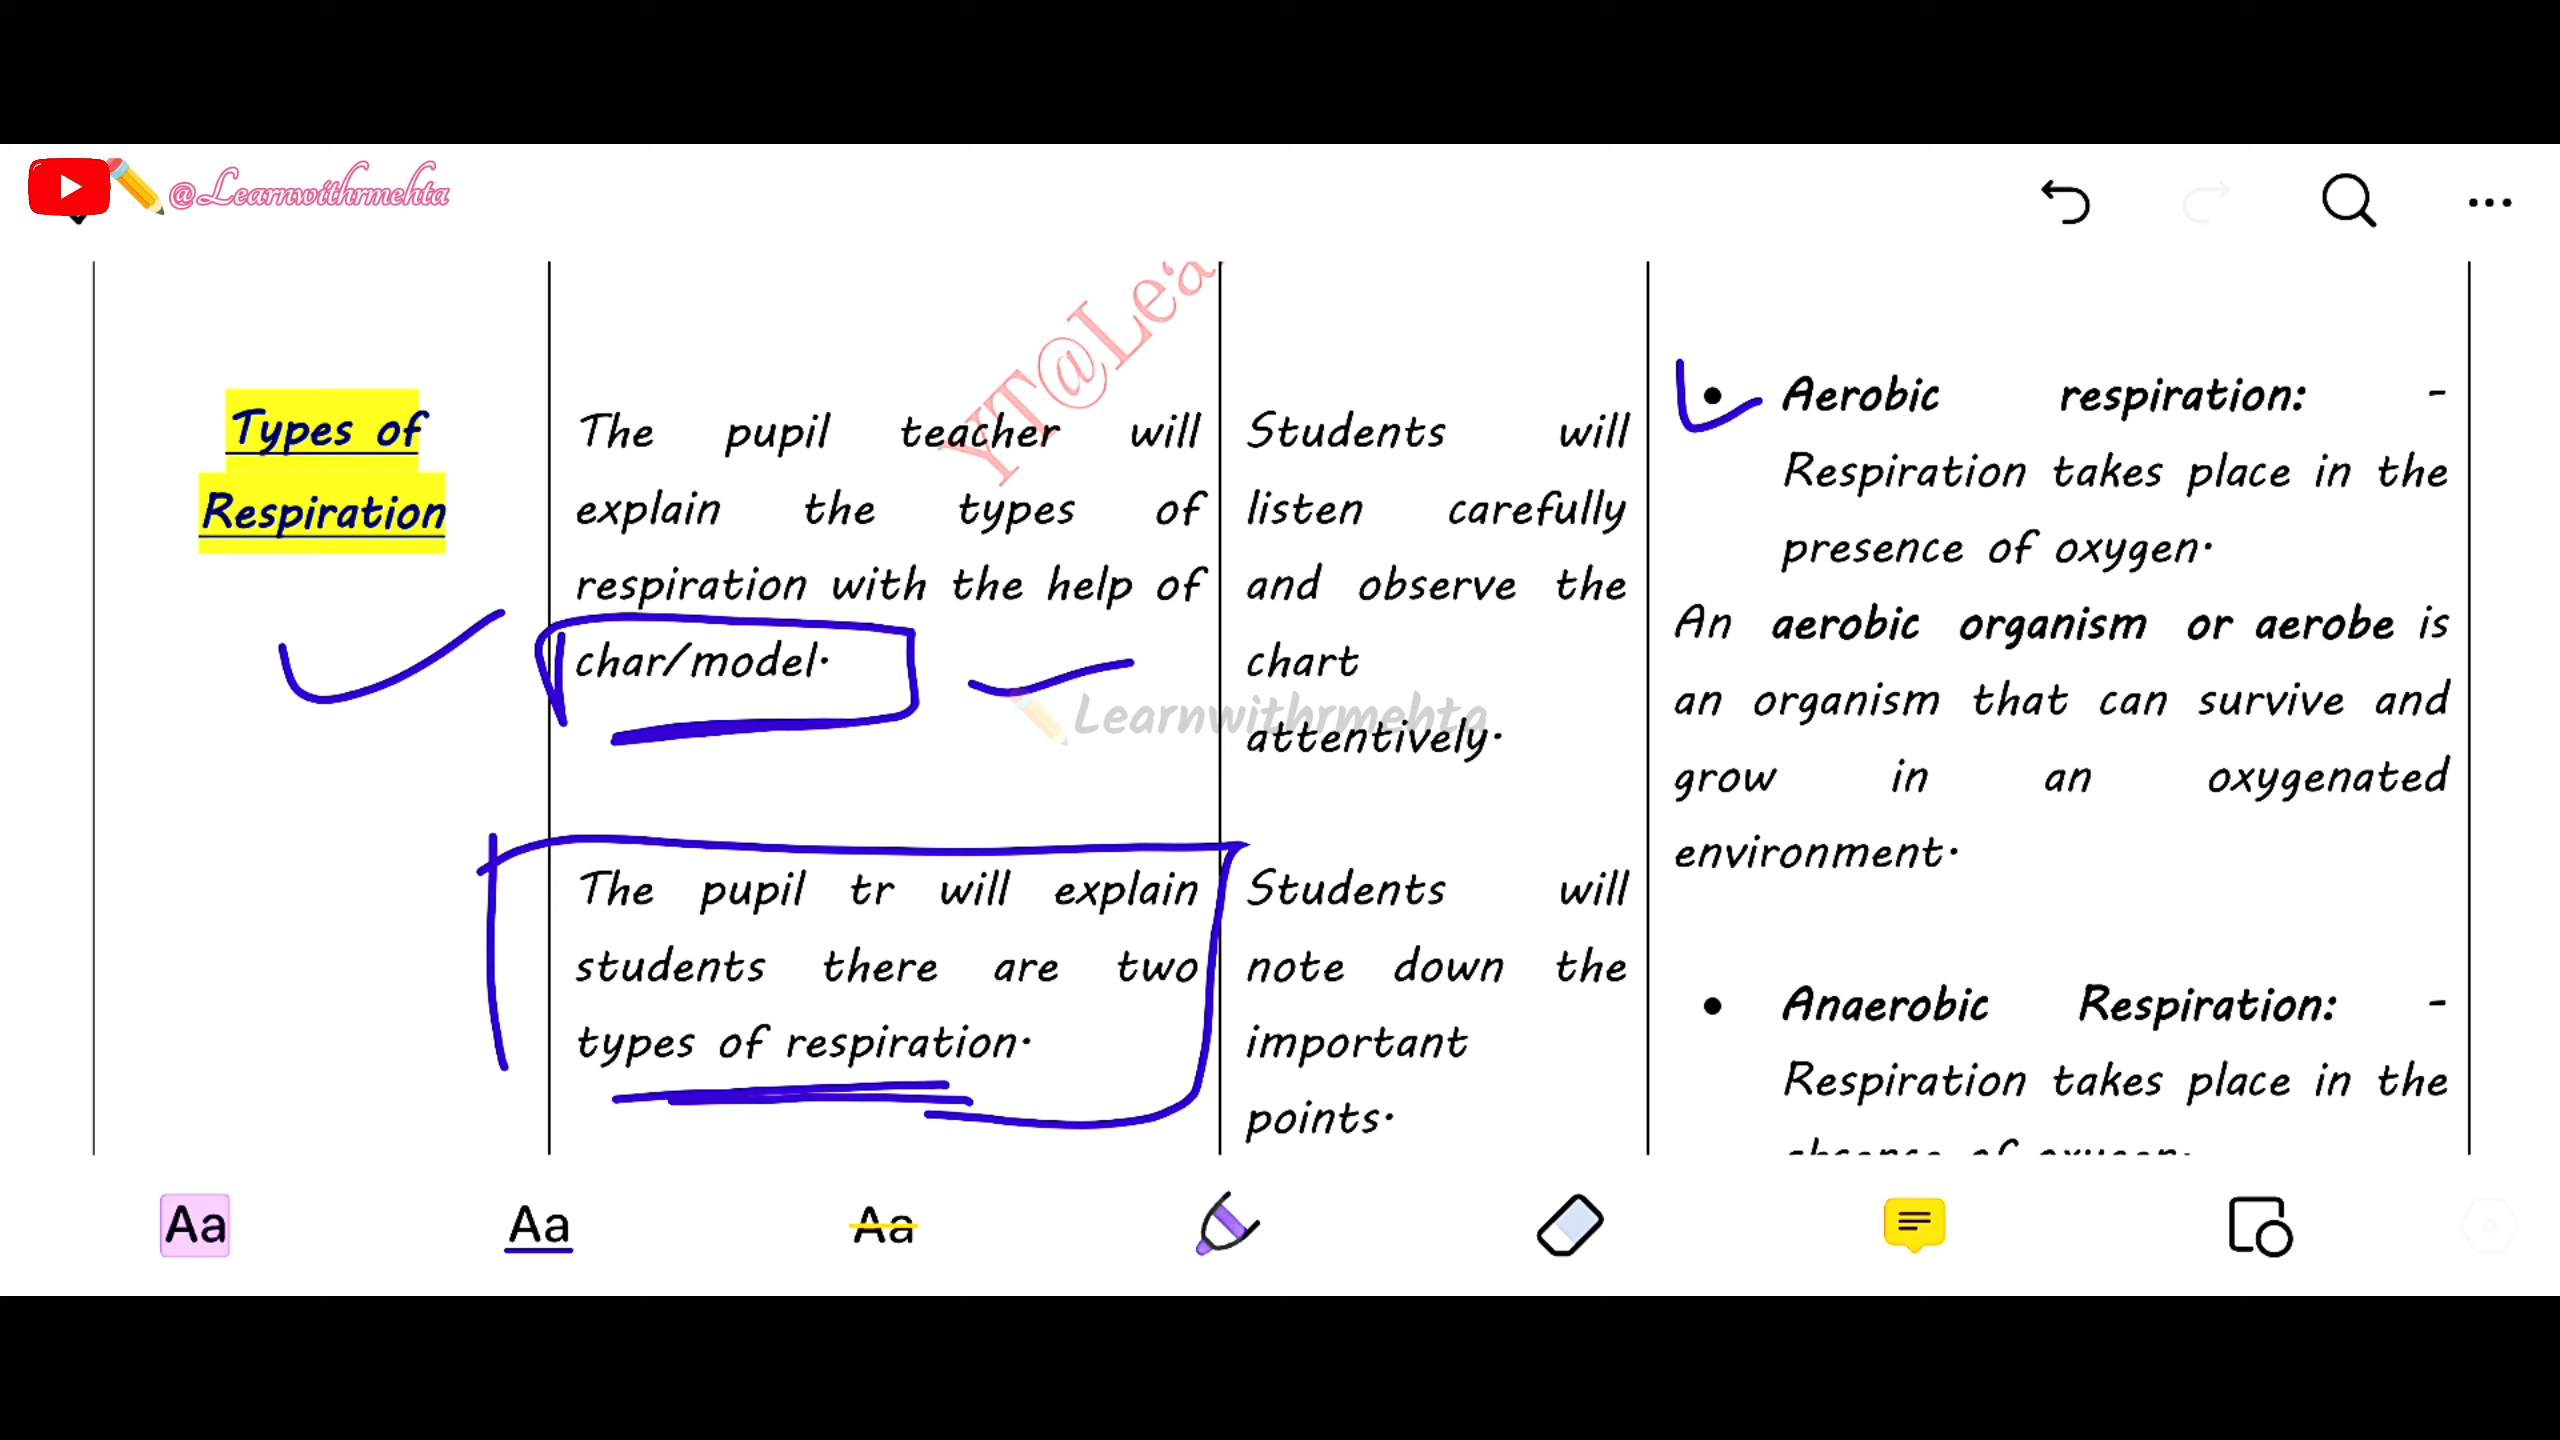 @Learnwithrmehta
YT@Lea
Types of
Respiration
The pupil teacher will
explain the types of
respiration with the help of
char/model.
The pupil tr will explain
students there are two
types of respiration.
Students will
listen carefully
and observe the
chart
attentively.
Students will
note down the
important
points.
Learnwithrmehta
• Aerobic respiration: -
Respiration takes place in the
presence of oxygen.
An aerobic organism or aerobe is
an organism that can survive and
grow in an oxygenated
environment.
• Anaerobic Respiration: -
Respiration takes place in the
absence of oxygen.
Aa
Aa
Aa